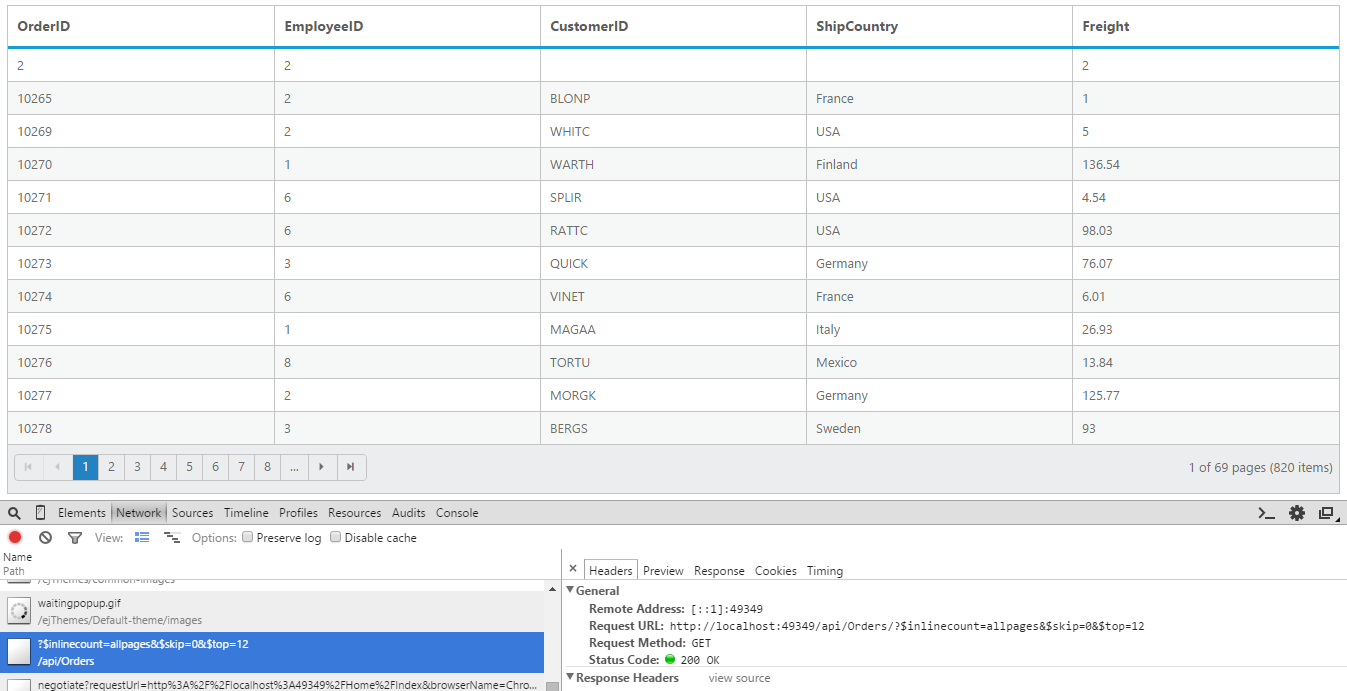 OrderID EmployeeID CustomerID ShipCountry Freight
2 2 2
10265 2 BLONP France 1
10269 2 WHITC USA 5
10270 1 WARTH Finland 136.54
10271 6 SPLIR USA 4.54
10272 6 RATTC USA 98.03
10273 3 QUICK Germany 76.07
10274 6 VINET France 6.01
10275 1 MAGAA Italy 26.93
10276 8 TORTU Mexico 13.84
10277 2 MORGK Germany 125.77
10278 3 BERGS Sweden 93
1 2 3 4 5 6 7 8 ... 1 of 69 pages (820 items)
Elements Network Sources Timeline Profiles Resources Audits Console
View: Options: Preserve log Disable cache
Name
Path
/ejThemes/common-images
waitingpopup.gif
/ejThemes/Default-theme/images
?$inlinecount=allpages&$skip=0&$top=12
/api/Orders
negotiate?requestUrl=http%3A%2F%2Flocalhost%3A49349%2FHome%2FIndex&browserName=Chro...
× Headers Preview Response Cookies Timing
General
Remote Address: [::1]:49349
Request URL: http://localhost:49349/api/Orders/?$inlinecount=allpages&$skip=0&$top=12
Request Method: GET
Status Code: 200 OK
Response Headers view source